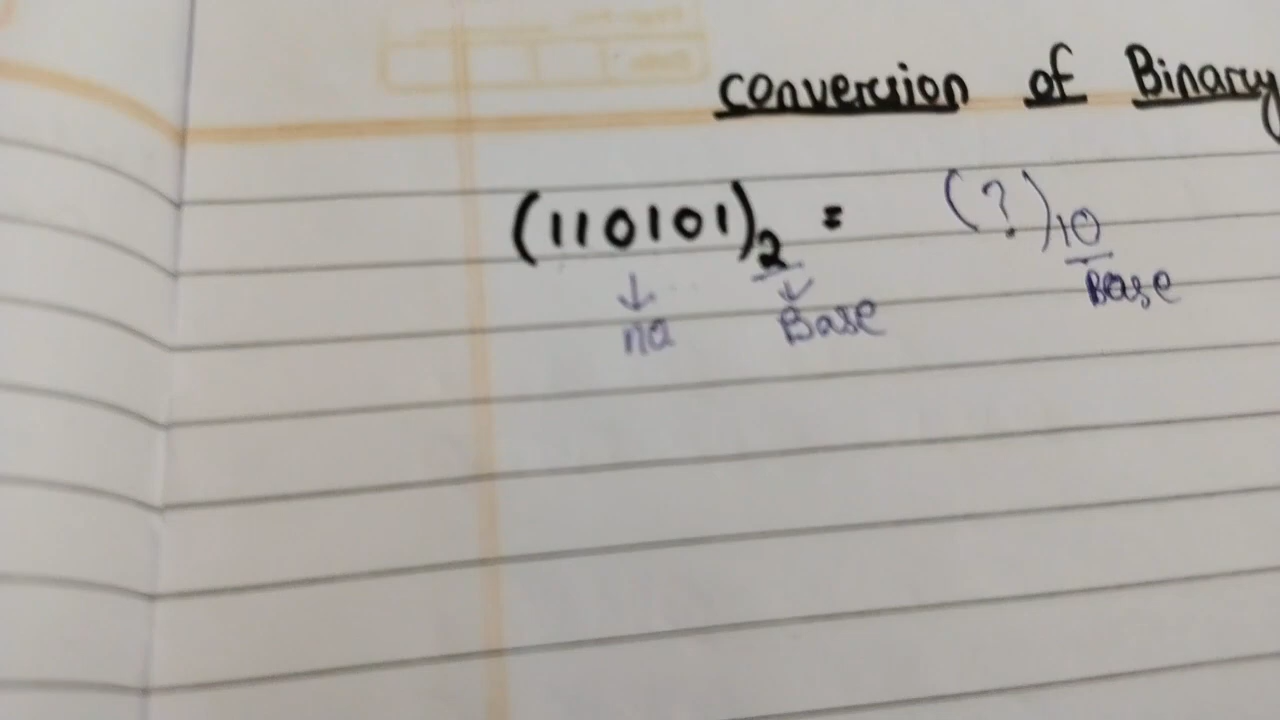 conversion of Binary
(110101)2 = (?)10
↓ ↓ Base
no Base